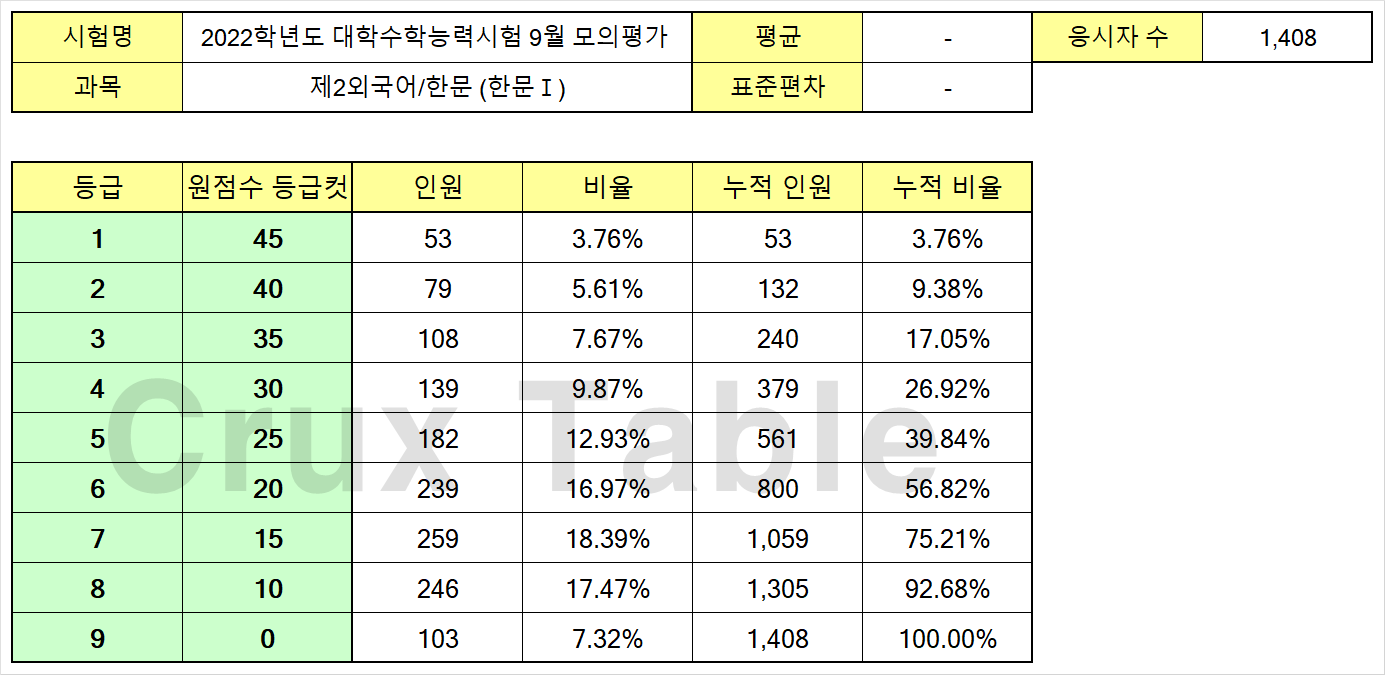 시험명 2022학년도 대학수학능력시험 9월 모의평가 평균 - 응시자 수 1,408
과목 제2외국어/한문 (한문Ⅰ) 표준편차 -
등급 원점수 등급컷 인원 비율 누적 인원 누적 비율
1 45 53 3.76% 53 3.76%
2 40 79 5.61% 132 9.38%
3 35 108 7.67% 240 17.05%
4 30 139 9.87% 379 26.92%
5 25 182 12.93% 561 39.84%
6 20 239 16.97% 800 56.82%
7 15 259 18.39% 1,059 75.21%
8 10 246 17.47% 1,305 92.68%
9 0 103 7.32% 1,408 100.00%
Crux Table